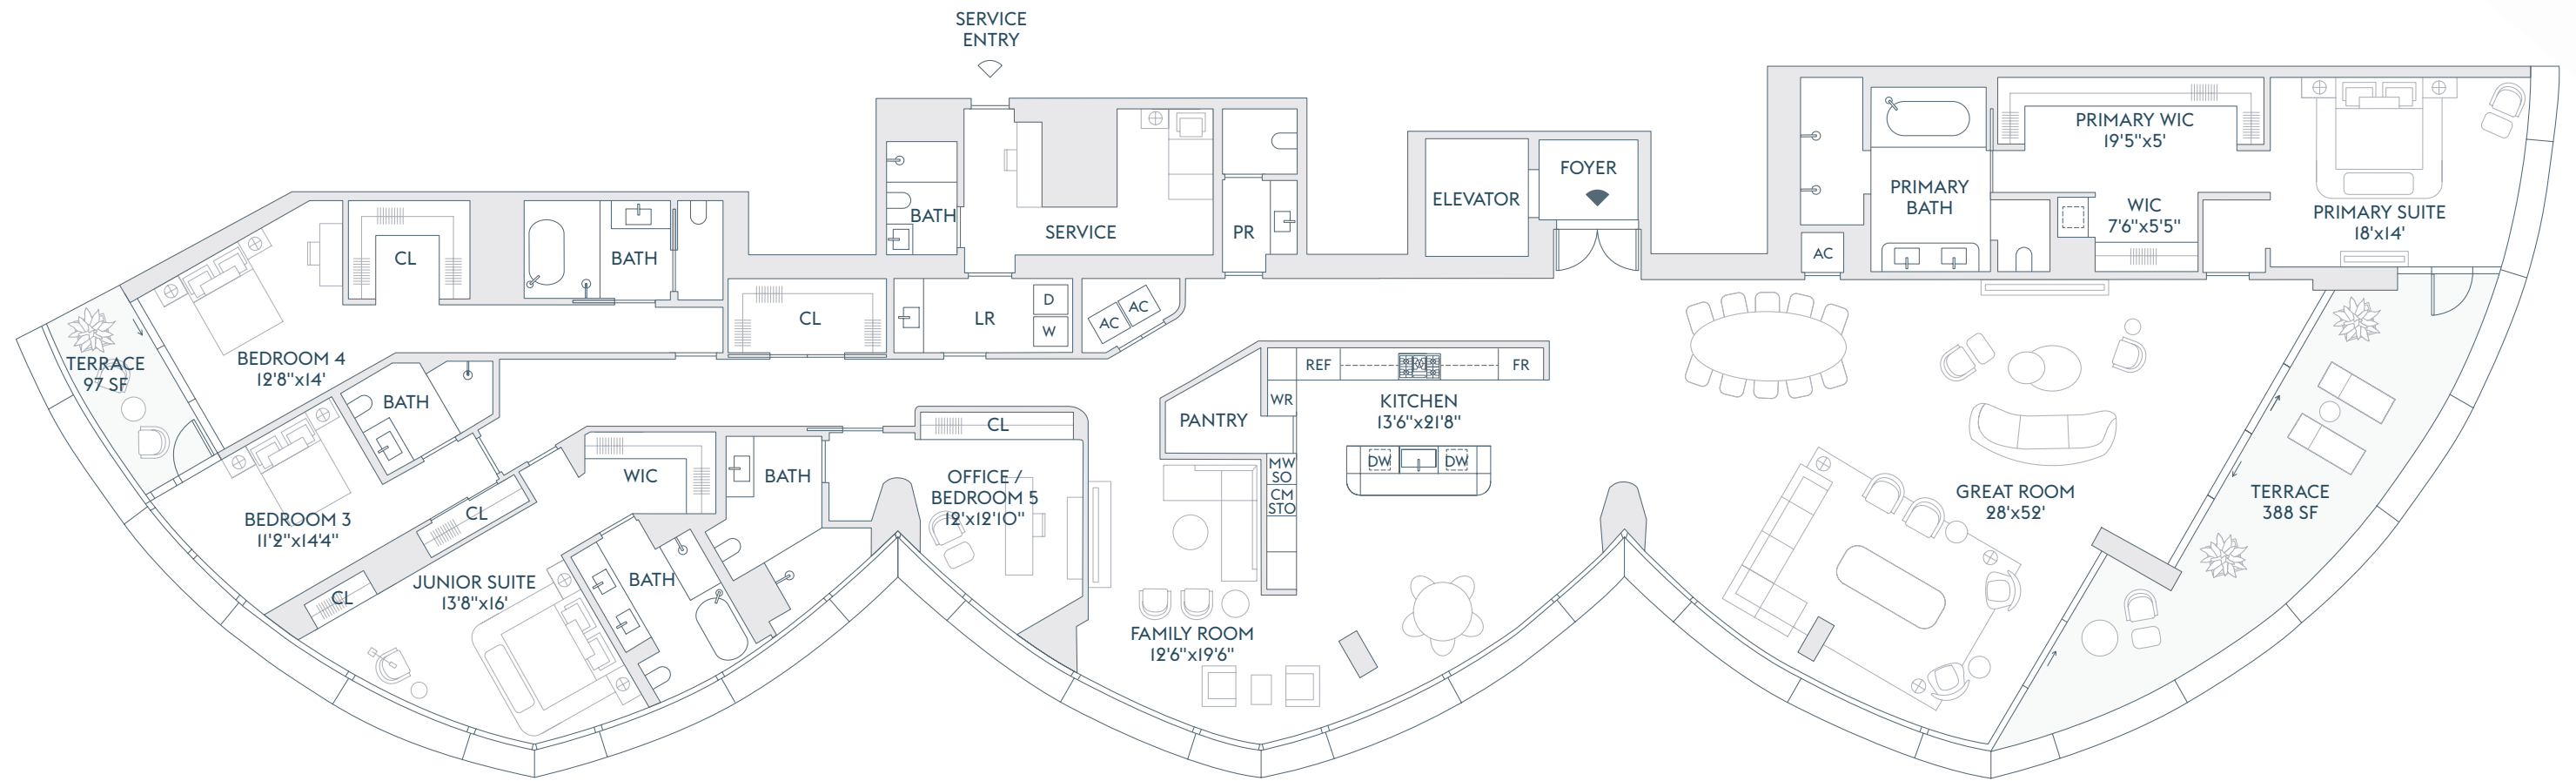 SERVICE
ENTRY
TERRACE
97 SF
BEDROOM 4
12'8"x14'
CL
BATH
CL
BATH
SERVICE
LR
D
W
AC
AC
PR
ELEVATOR
FOYER
AC
PRIMARY
BATH
PRIMARY WIC
19'5"x5'
WIC
7'6"x5'5"
PRIMARY SUITE
18'x14'
BATH
BEDROOM 3
11'2"x14'4"
CL
CL
JUNIOR SUITE
13'8"x16'
WIC
BATH
BATH
CL
OFFICE /
BEDROOM 5
12'x12'10"
PANTRY
REF
FR
WR
KITCHEN
13'6"x21'8"
MW
SO
CM
STO
DW
DW
FAMILY ROOM
12'6"x19'6"
GREAT ROOM
28'x52'
TERRACE
388 SF